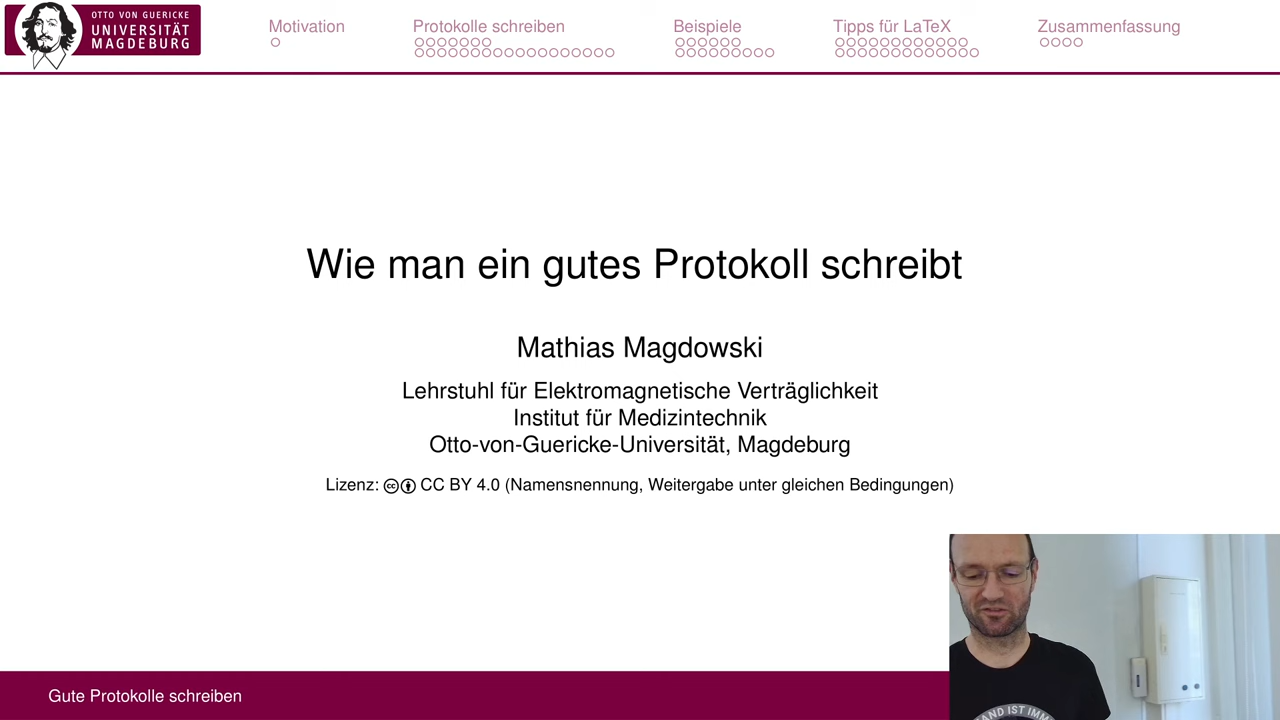 OTTO VON GUERICKE
UNIVERSITÄT
MAGDEBURG
Motivation
Protokolle schreiben
Beispiele
Tipps für LaTeX
Zusammenfassung
Wie man ein gutes Protokoll schreibt
Mathias Magdowski
Lehrstuhl für Elektromagnetische Verträglichkeit
Institut für Medizintechnik
Otto-von-Guericke-Universität, Magdeburg
Lizenz: CC BY 4.0 (Namensnennung, Weitergabe unter gleichen Bedingungen)
Gute Protokolle schreiben
IST